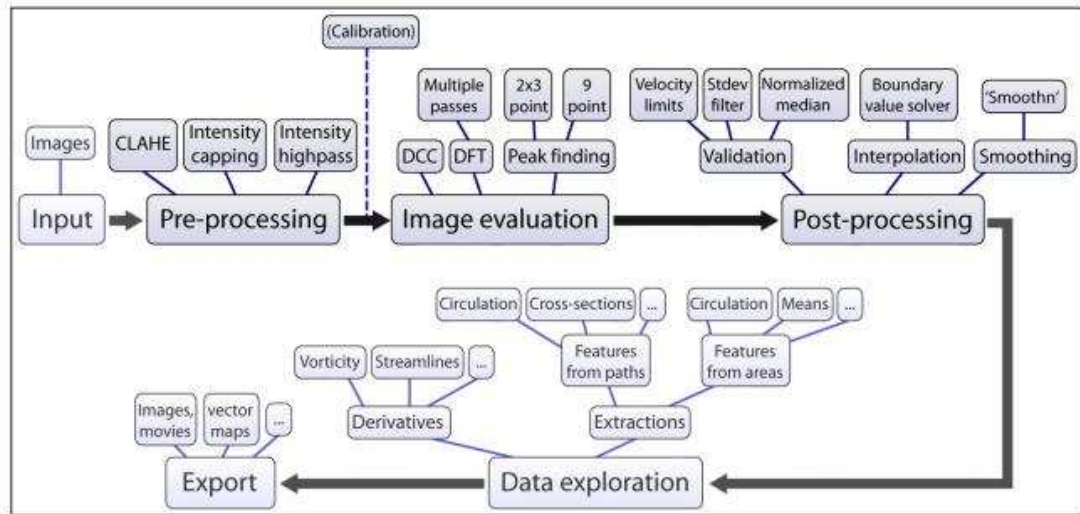 (Calibration)
Multiple
passes
2x3
point
9
point
Velocity
limits
Stdev
filter
Normalized
median
Boundary
value solver
'Smoothn'
Images
CLAHE
Intensity
capping
Intensity
highpass
DCC
DFT
Peak finding
Validation
Interpolation
Smoothing
Input
Pre-processing
Image evaluation
Post-processing
Circulation
Cross-sections
...
Circulation
Means
...
Vorticity
Streamlines
...
Features
from paths
Features
from areas
Images,
movies
vector
maps
...
Derivatives
Extractions
Export
Data exploration